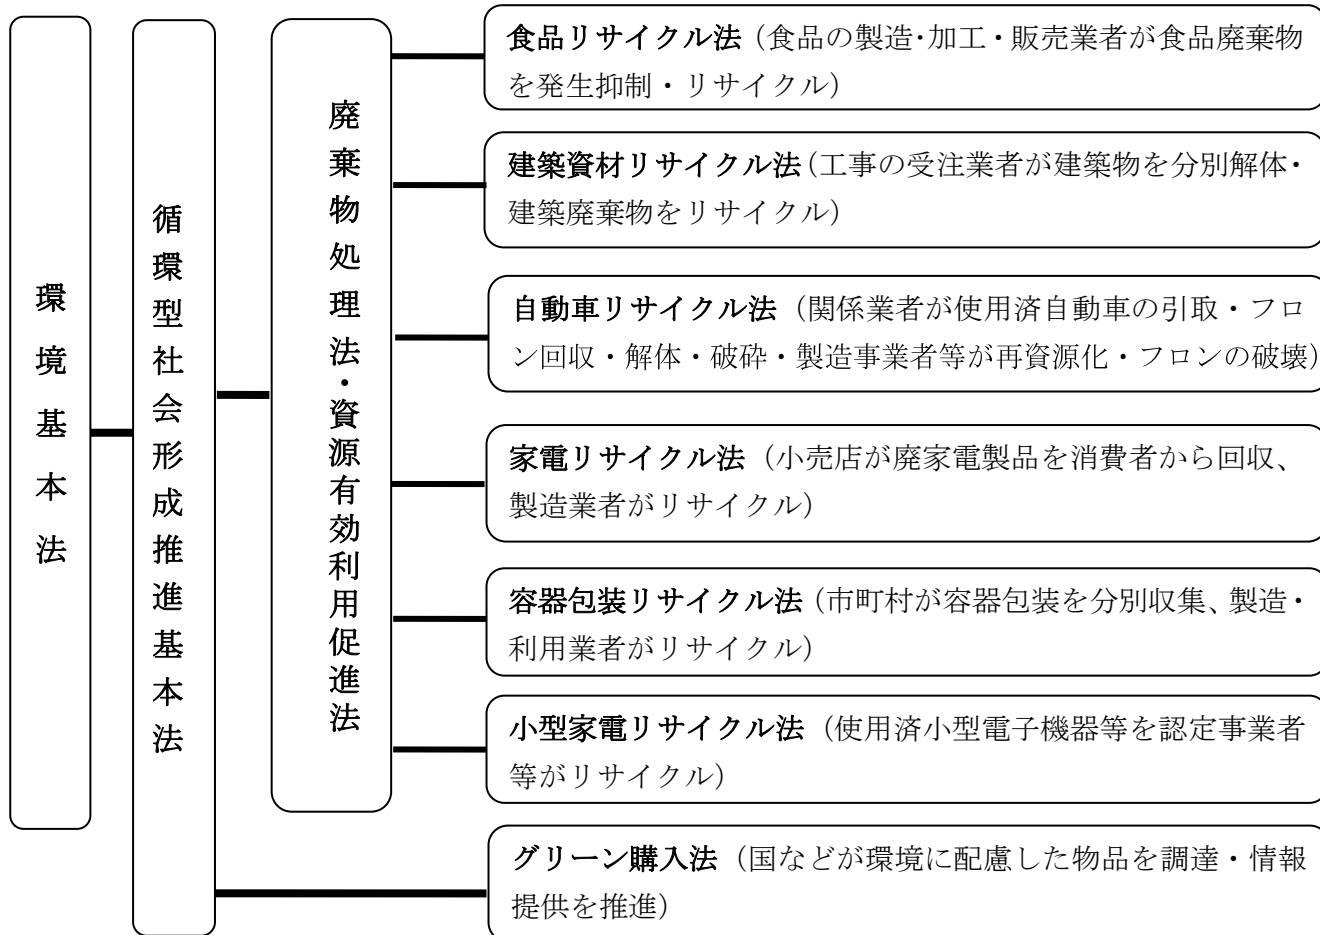 環境基本法
循環型社会形成推進基本法
廃棄物処理法・資源有効利用促進法
食品リサイクル法（食品の製造・加工・販売業者が食品廃棄物
を発生抑制・リサイクル）
建築資材リサイクル法（工事の受注業者が建築物を分別解体・
建築廃棄物をリサイクル）
自動車リサイクル法（関係業者が使用済自動車の引取・フロ
ン回収・解体・破砕・製造事業者等が再資源化・フロンの破壊）
家電リサイクル法（小売店が廃家電製品を消費者から回収、
製造業者がリサイクル）
容器包装リサイクル法（市町村が容器包装を分別収集、製造・
利用業者がリサイクル）
小型家電リサイクル法（使用済小型電子機器等を認定事業者
等がリサイクル）
グリーン購入法（国などが環境に配慮した物品を調達・情報
提供を推進）